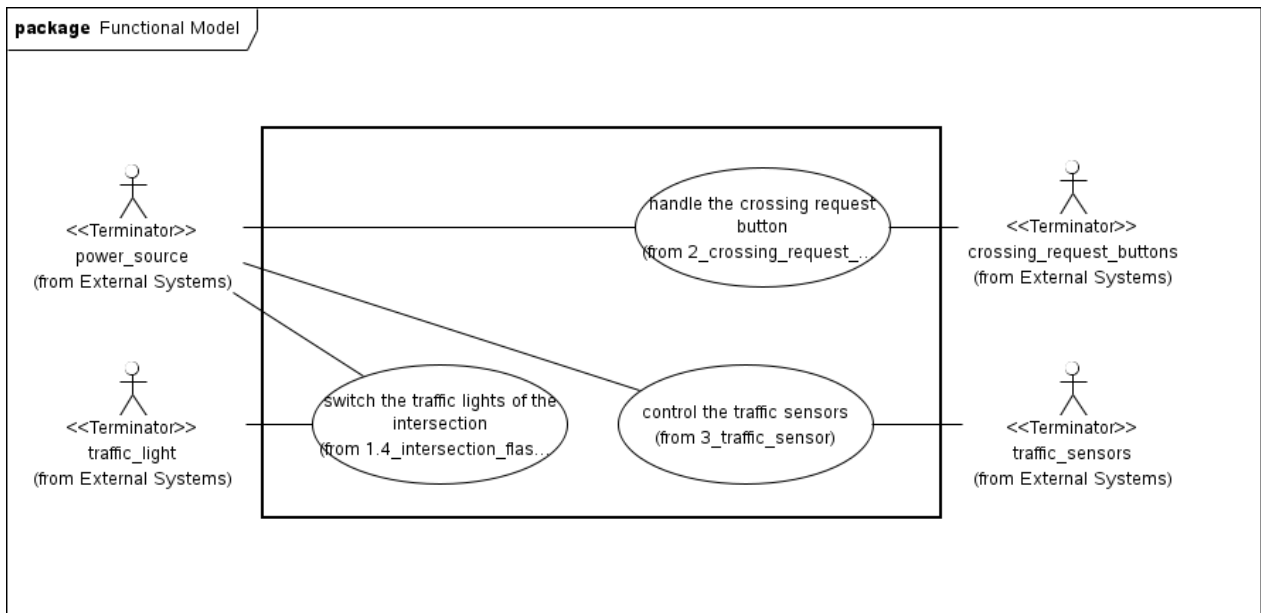 package Functional Model
<<Terminator>>
power_source
(from External Systems)
handle the crossing request
button
(from 2_crossing_request_...
<<Terminator>>
crossing_request_buttons
(from External Systems)
<<Terminator>>
traffic_light
(from External Systems)
switch the traffic lights of the
intersection
(from 1.4_intersection_flas...
control the traffic sensors
(from 3_traffic_sensor)
<<Terminator>>
traffic_sensors
(from External Systems)